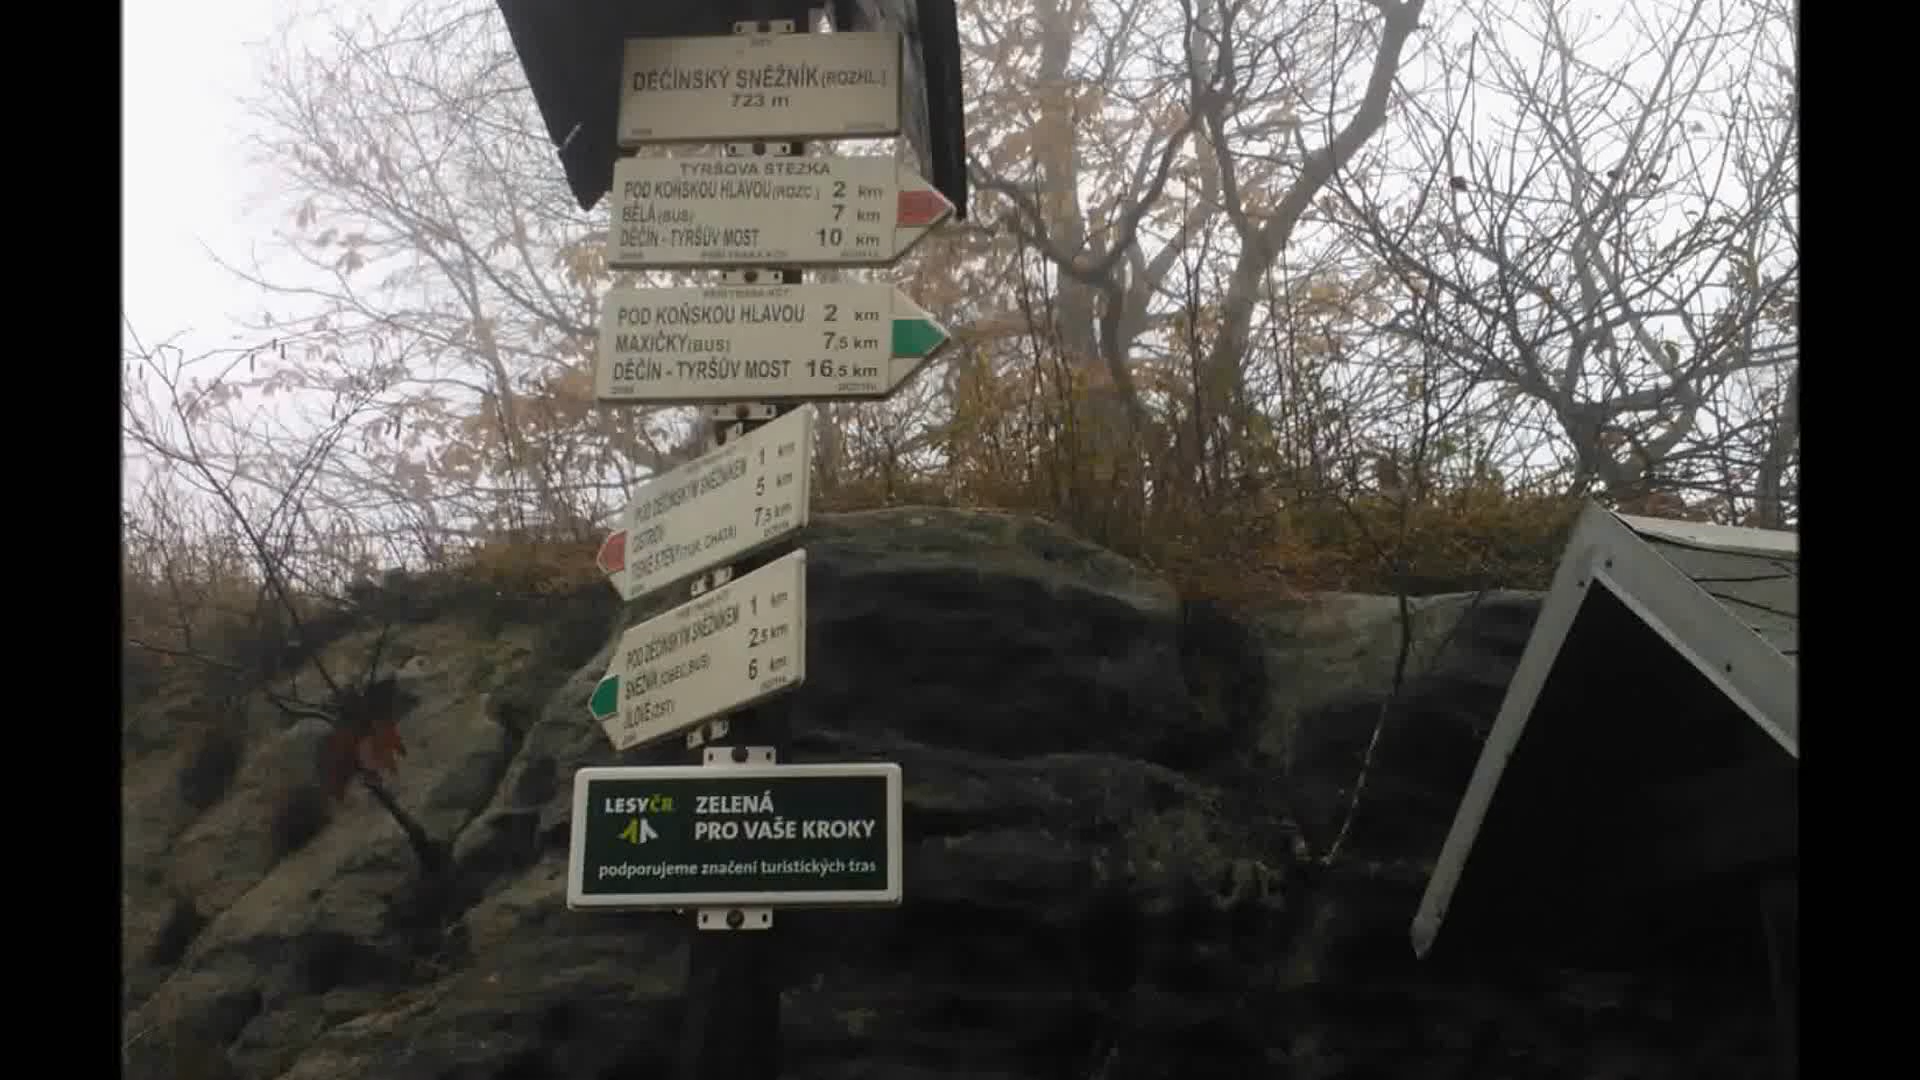 DĚČÍNSKÝ SNĚŽNÍK (ROZHL.)
723 m
TYRŠOVA STEZKA
POD KOŇSKOU HLAVOU (ROZC.) 2 km
BĚLÁ (BUS) 7 km
DĚČÍN - TYRŠŮV MOST 10 km
POD KOŇSKOU HLAVOU 2 km
MAXIČKY (BUS) 7,5 km
DĚČÍN - TYRŠŮV MOST 16,5 km
POD DĚČÍNSKÝM SNĚŽNÍKEM 1 km
OSTROV 5 km
TISKÉ STĚNY (TUR. CHATA) 7,5 km
POD DĚČÍNSKÝM SNĚŽNÍKEM 1 km
SNĚŽNÍK (OBEC, BUS) 2,5 km
JÍLOVÉ (ŽST) 6 km
LESY ČR
ZELENÁ
PRO VAŠE KROKY
podporujeme značení turistických tras